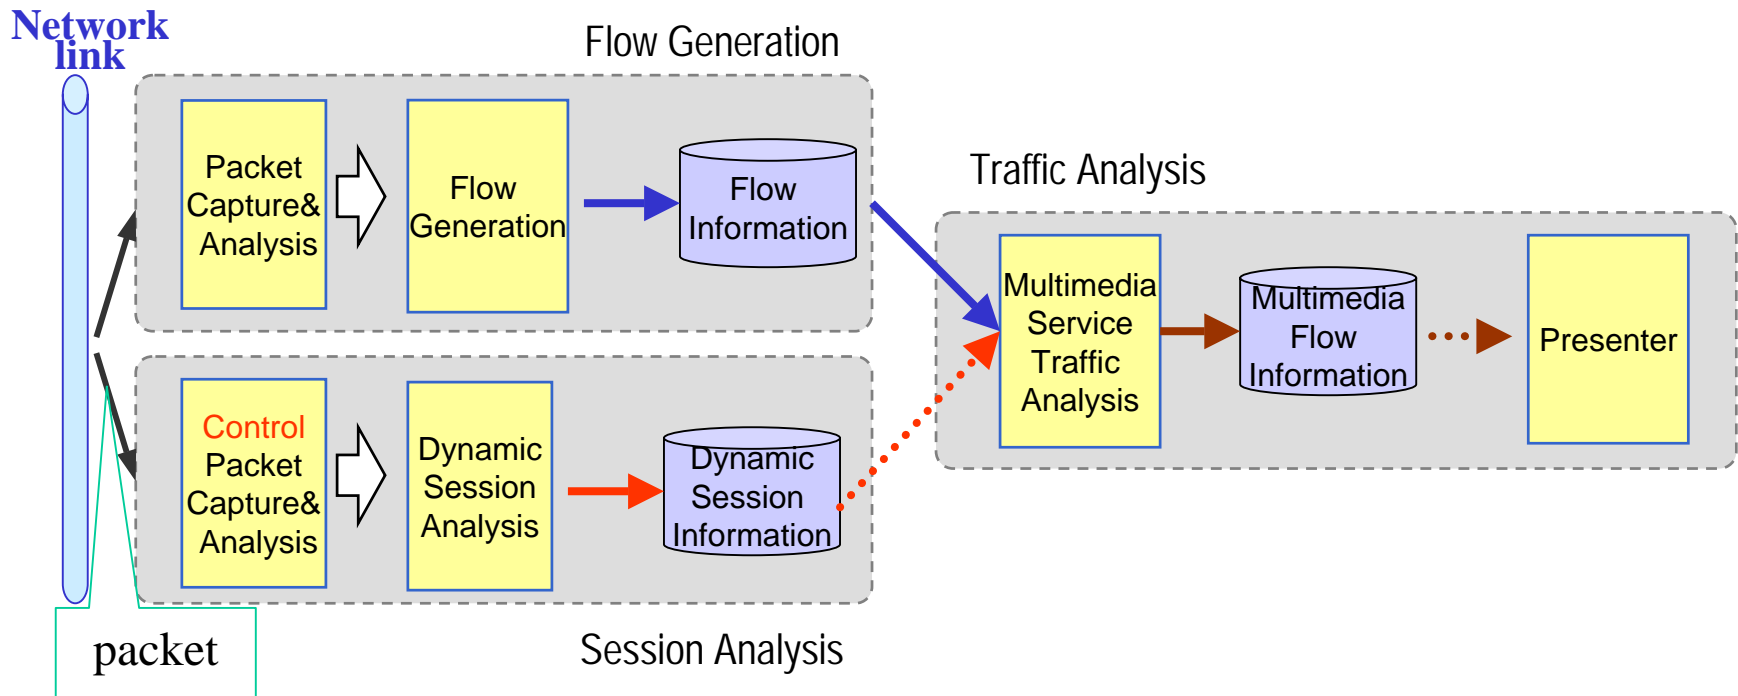 Network
link
Flow Generation
Packet
Capture&
Analysis
Flow
Generation
Flow
Information
Traffic Analysis
Multimedia
Service
Traffic
Analysis
Multimedia
Flow
Information
Presenter
Control
Packet
Capture&
Analysis
Dynamic
Session
Analysis
Dynamic
Session
Information
packet
Session Analysis